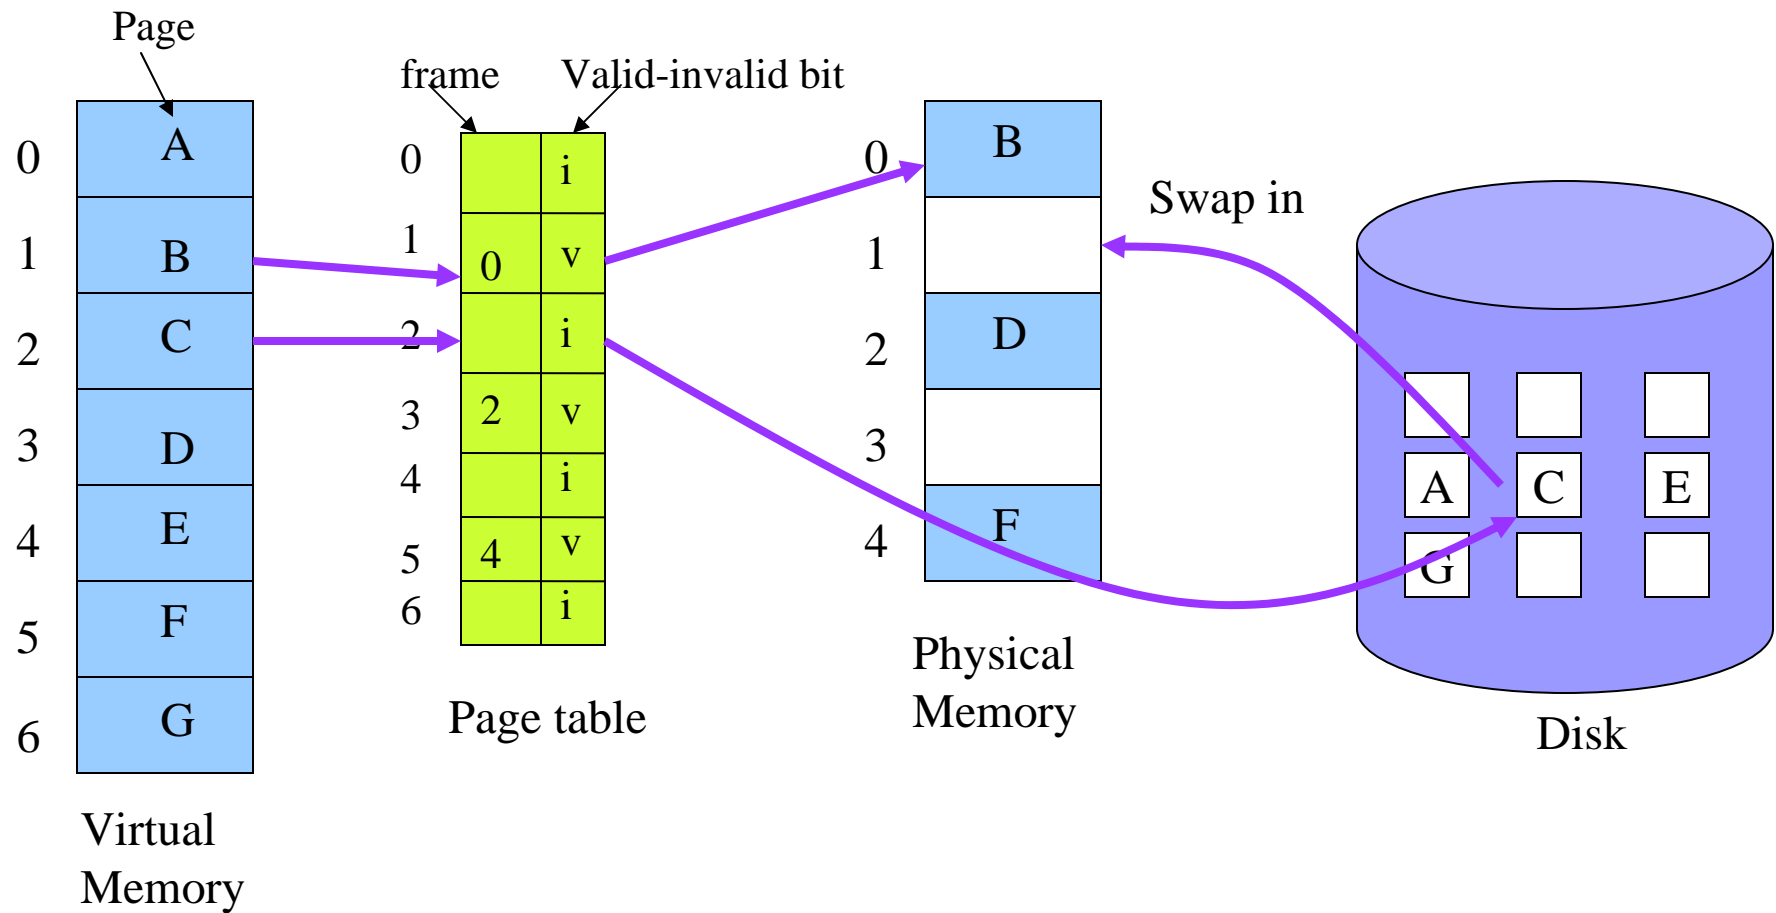 Page
frame
Valid-invalid bit
0
A
1
B
2
C
3
D
4
E
5
F
6
G
Virtual
Memory
0
i
1
0
v
2
i
3
2
v
4
i
5
4
v
6
i
Page table
0
B
1
2
D
3
4
F
Physical
Memory
Swap in
A
C
E
G
Disk